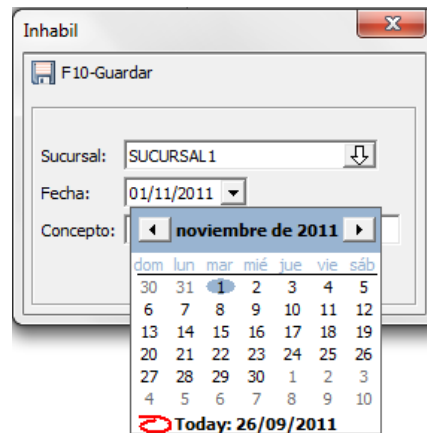 Inhabil
F10-Guardar
Sucursal: SUCURSAL1
Fecha: 01/11/2011
Concepto:
noviembre de 2011
dom lun mar mié jue vie sáb
30 31 1 2 3 4 5
6 7 8 9 10 11 12
13 14 15 16 17 18 19
20 21 22 23 24 25 26
27 28 29 30 1 2 3
4 5 6 7 8 9 10
Today: 26/09/2011